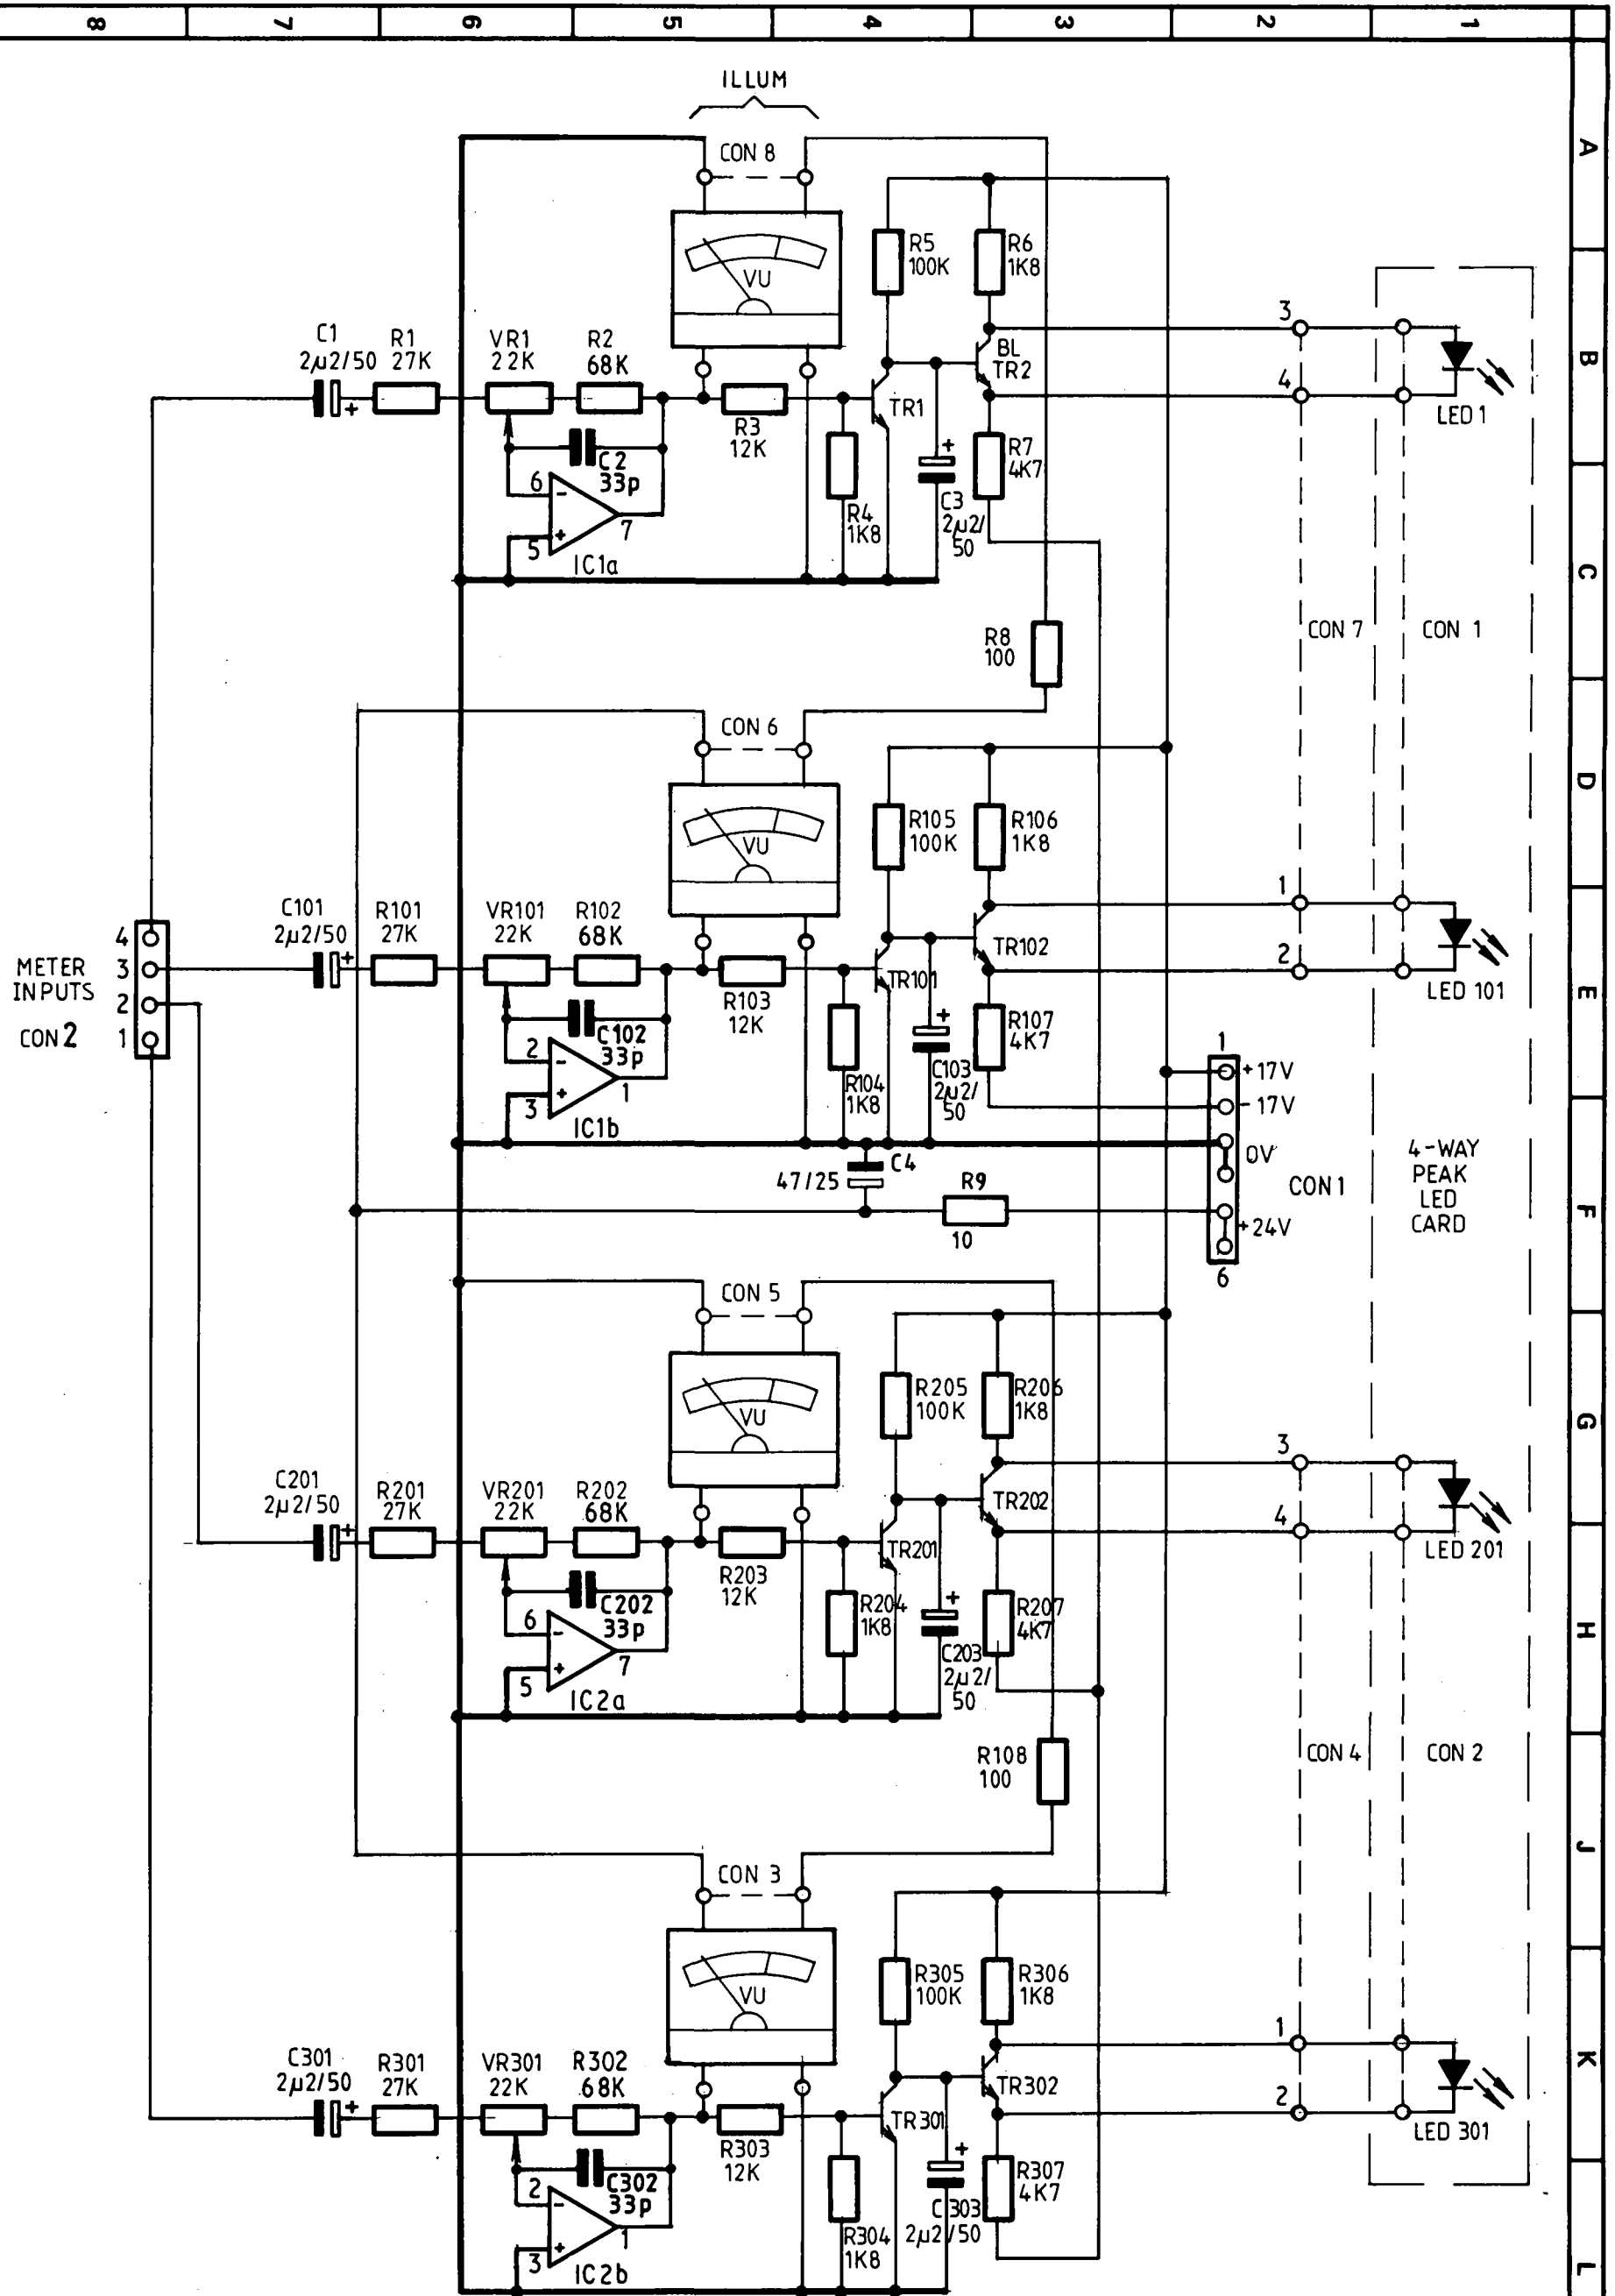 8 7 6 5 4 3 2 1
A
B
C
D
E
F
G
H
J
K
L
ILLUM
CON 8
VU
R5
100K
R6
1K8
C1
2µ2/50
+
R1
27K
VR1
22K
R2
68K
C2
33p
6
-
5
+
7
IC1a
R3
12K
R4
1K8
TR1
BL
TR2
+
C3
2µ2/
50
R7
4K7
3
4
LED 1
R8
100
CON 7
CON 1
CON 6
VU
R105
100K
R106
1K8
C101
2µ2/50
+
R101
27K
VR101
22K
R102
68K
C102
33p
2
-
3
+
1
IC1b
R103
12K
R104
1K8
TR101
TR102
+
C103
2µ2/
50
R107
4K7
1
2
LED 101
METER
INPUTS
CON 2
4
3
2
1
1
+17V
-17V
0V
+24V
6
CON 1
4-WAY
PEAK
LED
CARD
C4
47/25
R9
10
CON 5
VU
R205
100K
R206
1K8
C201
2µ2/50
+
R201
27K
VR201
22K
R202
68K
C202
33p
6
-
5
+
7
IC2a
R203
12K
R204
1K8
TR201
TR202
+
C203
2µ2/
50
R207
4K7
3
4
LED 201
R108
100
CON 4
CON 2
CON 3
VU
R305
100K
R306
1K8
C301
2µ2/50
+
R301
27K
VR301
22K
R302
68K
C302
33p
2
-
3
+
1
IC2b
R303
12K
R304
1K8
TR301
TR302
+
C303
2µ2/50
R307
4K7
1
2
LED 301